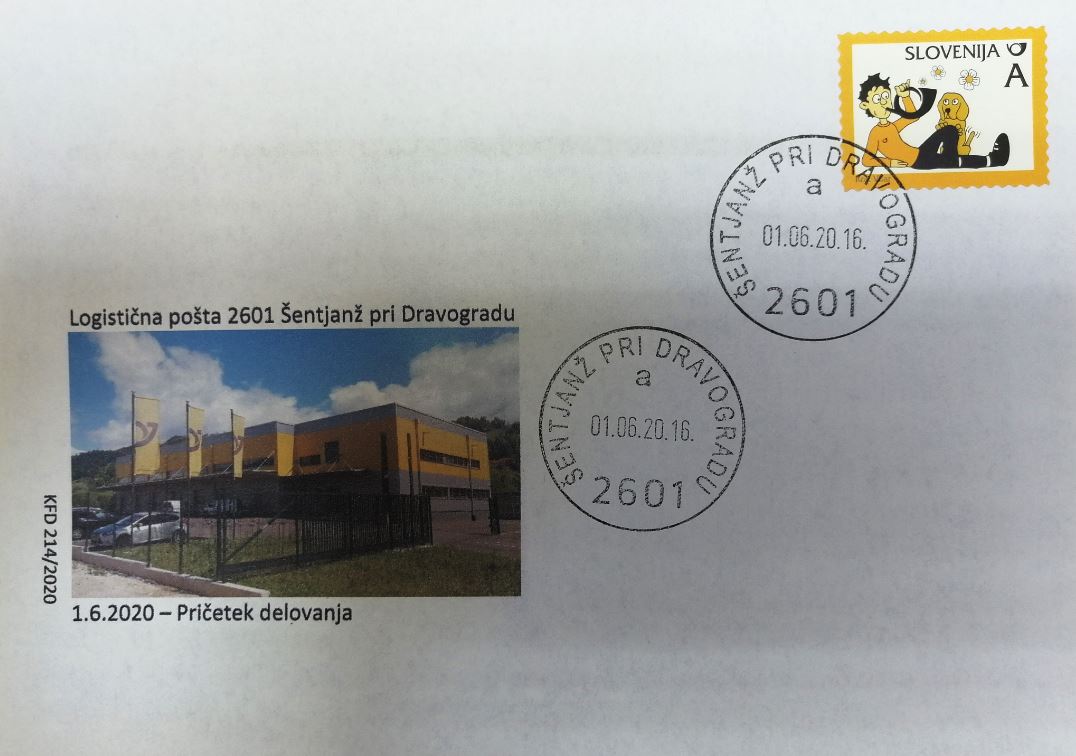 SLOVENIJA
A
ŠENTJANŽ PRI DRAVOGRADU
a
01.06.20.16.
2601
Logistična pošta 2601 Šentjanž pri Dravogradu
ŠENTJANŽ PRI DRAVOGRADU
a
01.06.20.16.
2601
KFD 214/2020
1.6.2020 – Pričetek delovanja